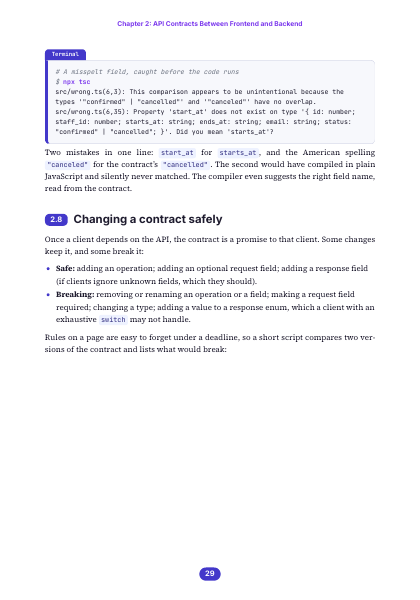 Chapter 2: API Contracts Between Frontend and Backend
Terminal
# A misspelt field, caught before the code runs
$ npx tsc
src/wrong.ts(6,3): This comparison appears to be unintentional because the
types '"confirmed" | "cancelled"' and '"canceled"' have no overlap.
src/wrong.ts(6,35): Property 'start_at' does not exist on type '{ id: number;
staff_id: number; starts_at: string; ends_at: string; email: string; status:
"confirmed" | "cancelled"; }'. Did you mean 'starts_at'?
Two mistakes in one line: start_at for starts_at, and the American spelling
"canceled" for the contract's "cancelled". The second would have compiled in plain
JavaScript and silently never matched. The compiler even suggests the right field name,
read from the contract.
2.8 Changing a contract safely
Once a client depends on the API, the contract is a promise to that client. Some changes
keep it, and some break it:
• Safe: adding an operation; adding an optional request field; adding a response field
(if clients ignore unknown fields, which they should).
• Breaking: removing or renaming an operation or a field; making a request field
required; changing a type; adding a value to a response enum, which a client with an
exhaustive switch may not handle.
Rules on a page are easy to forget under a deadline, so a short script compares two ver-
sions of the contract and lists what would break:
29